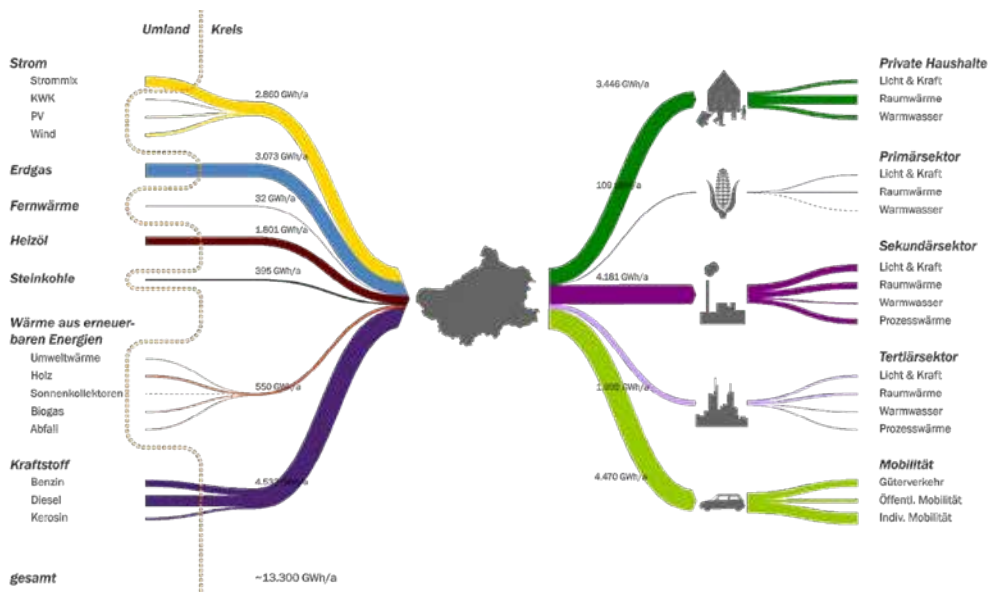 Umland Kreis
Strom
Strommix
KWK
PV
Wind
2.860 GWh/a
Erdgas
3.073 GWh/a
Fernwärme
32 GWh/a
Heizöl
1.801 GWh/a
Steinkohle
395 GWh/a
Wärme aus erneuer-
baren Energien
Umweltwärme
Holz
Sonnenkollektoren
Biogas
Abfall
550 GWh/a
Kraftstoff
Benzin
Diesel
Kerosin
gesamt
~13.300 GWh/a
3.446 GWh/a
Private Haushalte
Licht & Kraft
Raumwärme
Warmwasser
Primärsektor
Licht & Kraft
Raumwärme
Warmwasser
4.181 GWh/a
Sekundärsektor
Licht & Kraft
Raumwärme
Warmwasser
Prozesswärme
Tertiärsektor
Licht & Kraft
Raumwärme
Warmwasser
Prozesswärme
4.470 GWh/a
Mobilität
Güterverkehr
Öffentl. Mobilität
Indiv. Mobilität